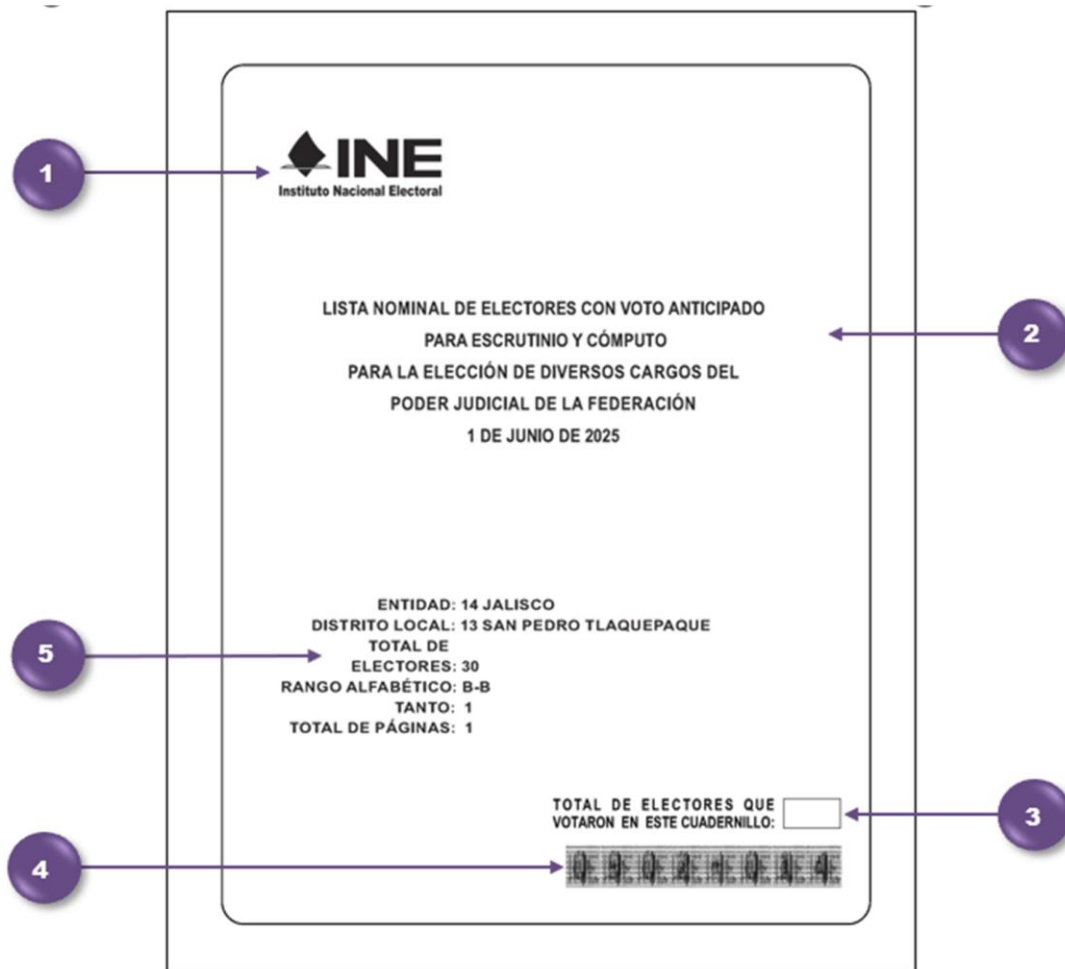 1
INE
Instituto Nacional Electoral
LISTA NOMINAL DE ELECTORES CON VOTO ANTICIPADO
2
PARA ESCRUTINIO Y CÓMPUTO
PARA LA ELECCIÓN DE DIVERSOS CARGOS DEL
PODER JUDICIAL DE LA FEDERACIÓN
1 DE JUNIO DE 2025
ENTIDAD: 14 JALISCO
DISTRITO LOCAL: 13 SAN PEDRO TLAQUEPAQUE
5
TOTAL DE
ELECTORES: 30
RANGO ALFABÉTICO: B-B
TANTO: 1
TOTAL DE PÁGINAS: 1
TOTAL DE ELECTORES QUE
VOTARON EN ESTE CUADERNILLO:
3
4